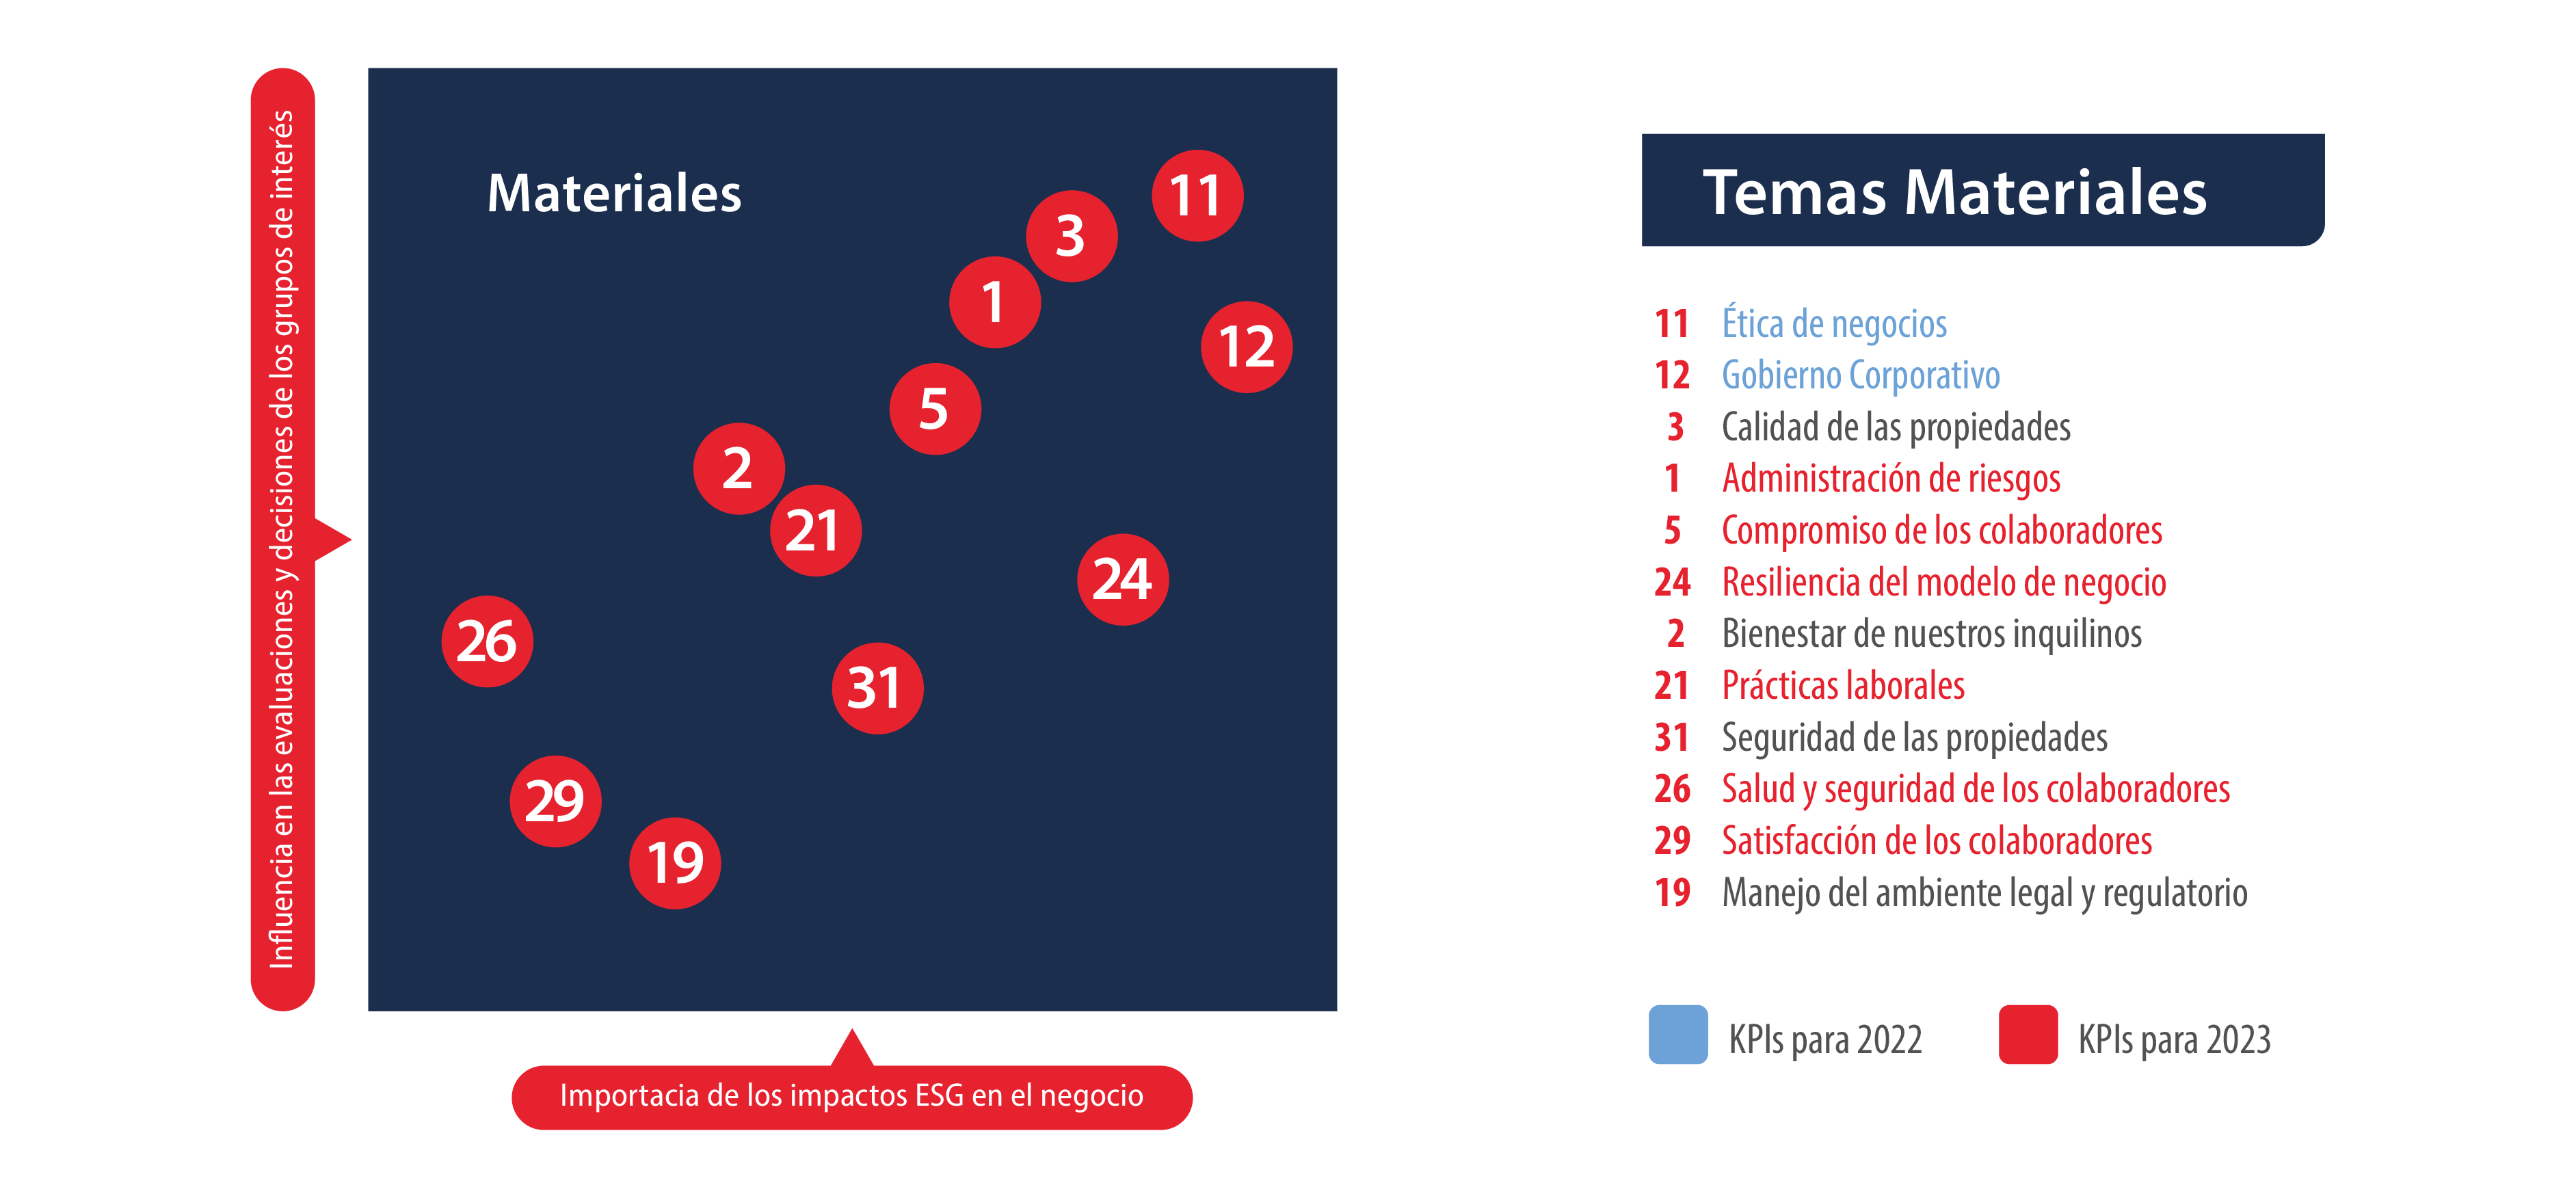 Influencia en las evaluaciones y decisiones de los grupos de interés
Materiales
11
3
1
12
5
2
21
24
26
31
29
19
Importacia de los impactos ESG en el negocio
Temas Materiales
11 Ética de negocios
12 Gobierno Corporativo
3 Calidad de las propiedades
1 Administración de riesgos
5 Compromiso de los colaboradores
24 Resiliencia del modelo de negocio
2 Bienestar de nuestros inquilinos
21 Prácticas laborales
31 Seguridad de las propiedades
26 Salud y seguridad de los colaboradores
29 Satisfacción de los colaboradores
19 Manejo del ambiente legal y regulatorio
KPIs para 2022
KPIs para 2023